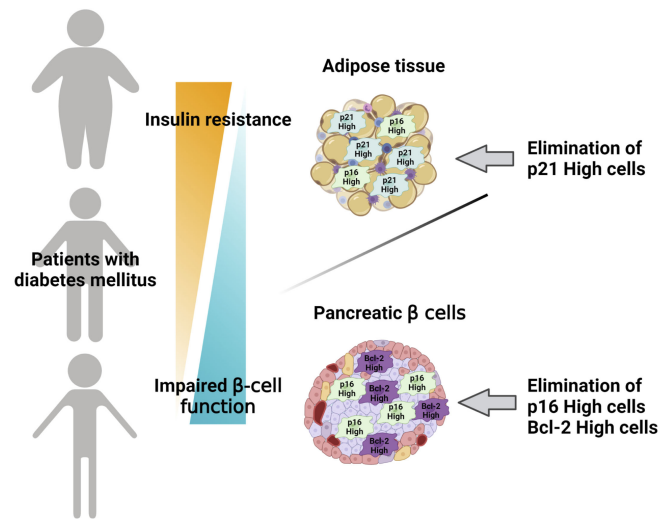 Adipose tissue
Insulin resistance
p21
High
p16
High
p21
High
p21
High
p16
High
p21
High
Elimination of
p21 High cells
Patients with
diabetes mellitus
Pancreatic β cells
Impaired β-cell
function
Bcl-2
High
p16
High
Bcl-2
High
p16
High
p16
High
Bcl-2
High
p16
High
Bcl-2
High
Elimination of
p16 High cells
Bcl-2 High cells